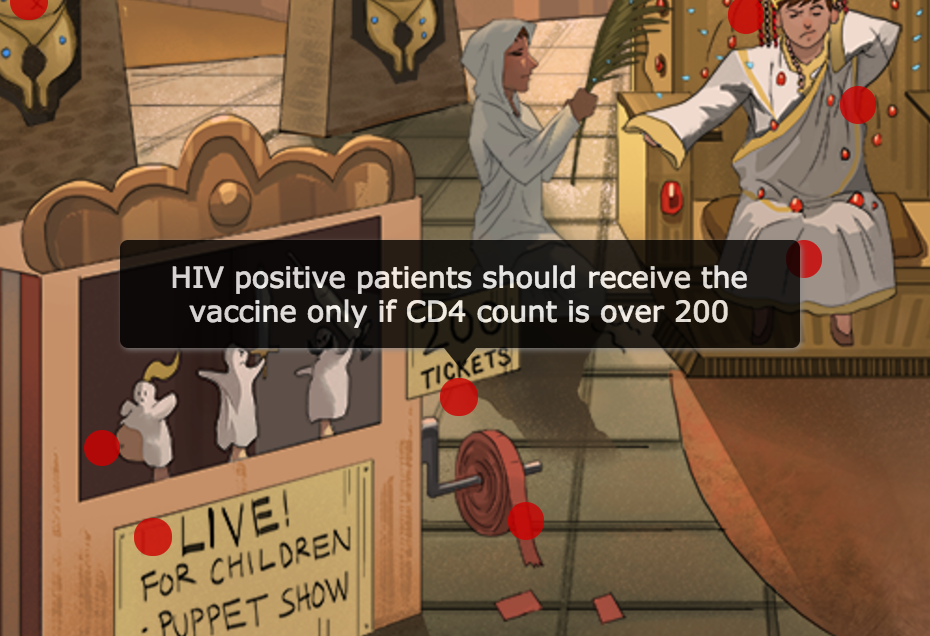 HIV positive patients should receive the
vaccine only if CD4 count is over 200
200
TICKETS
LIVE!
FOR CHILDREN
- PUPPET SHOW